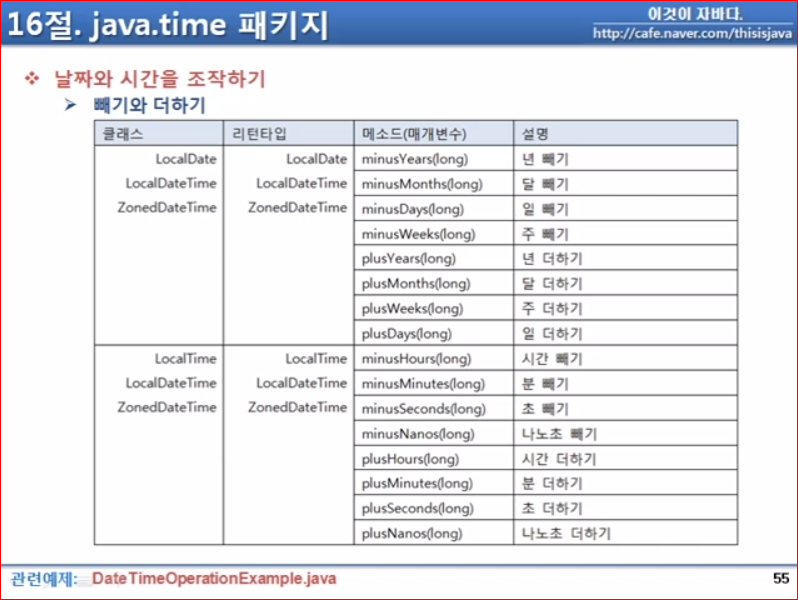 16절. java.time 패키지
이것이 자바다.
http://cafe.naver.com/thisisjava
❖ 날짜와 시간을 조작하기
➤ 빼기와 더하기
클래스 리턴타입 메소드(매개변수) 설명
LocalDate LocalDate minusYears(long) 년 빼기
LocalDateTime LocalDateTime minusMonths(long) 달 빼기
ZonedDateTime ZonedDateTime minusDays(long) 일 빼기
minusWeeks(long) 주 빼기
plusYears(long) 년 더하기
plusMonths(long) 달 더하기
plusWeeks(long) 주 더하기
plusDays(long) 일 더하기
LocalTime LocalTime minusHours(long) 시간 빼기
LocalDateTime LocalDateTime minusMinutes(long) 분 빼기
ZonedDateTime ZonedDateTime minusSeconds(long) 초 빼기
minusNanos(long) 나노초 빼기
plusHours(long) 시간 더하기
plusMinutes(long) 분 더하기
plusSeconds(long) 초 더하기
plusNanos(long) 나노초 더하기
관련예제: DateTimeOperationExample.java
55